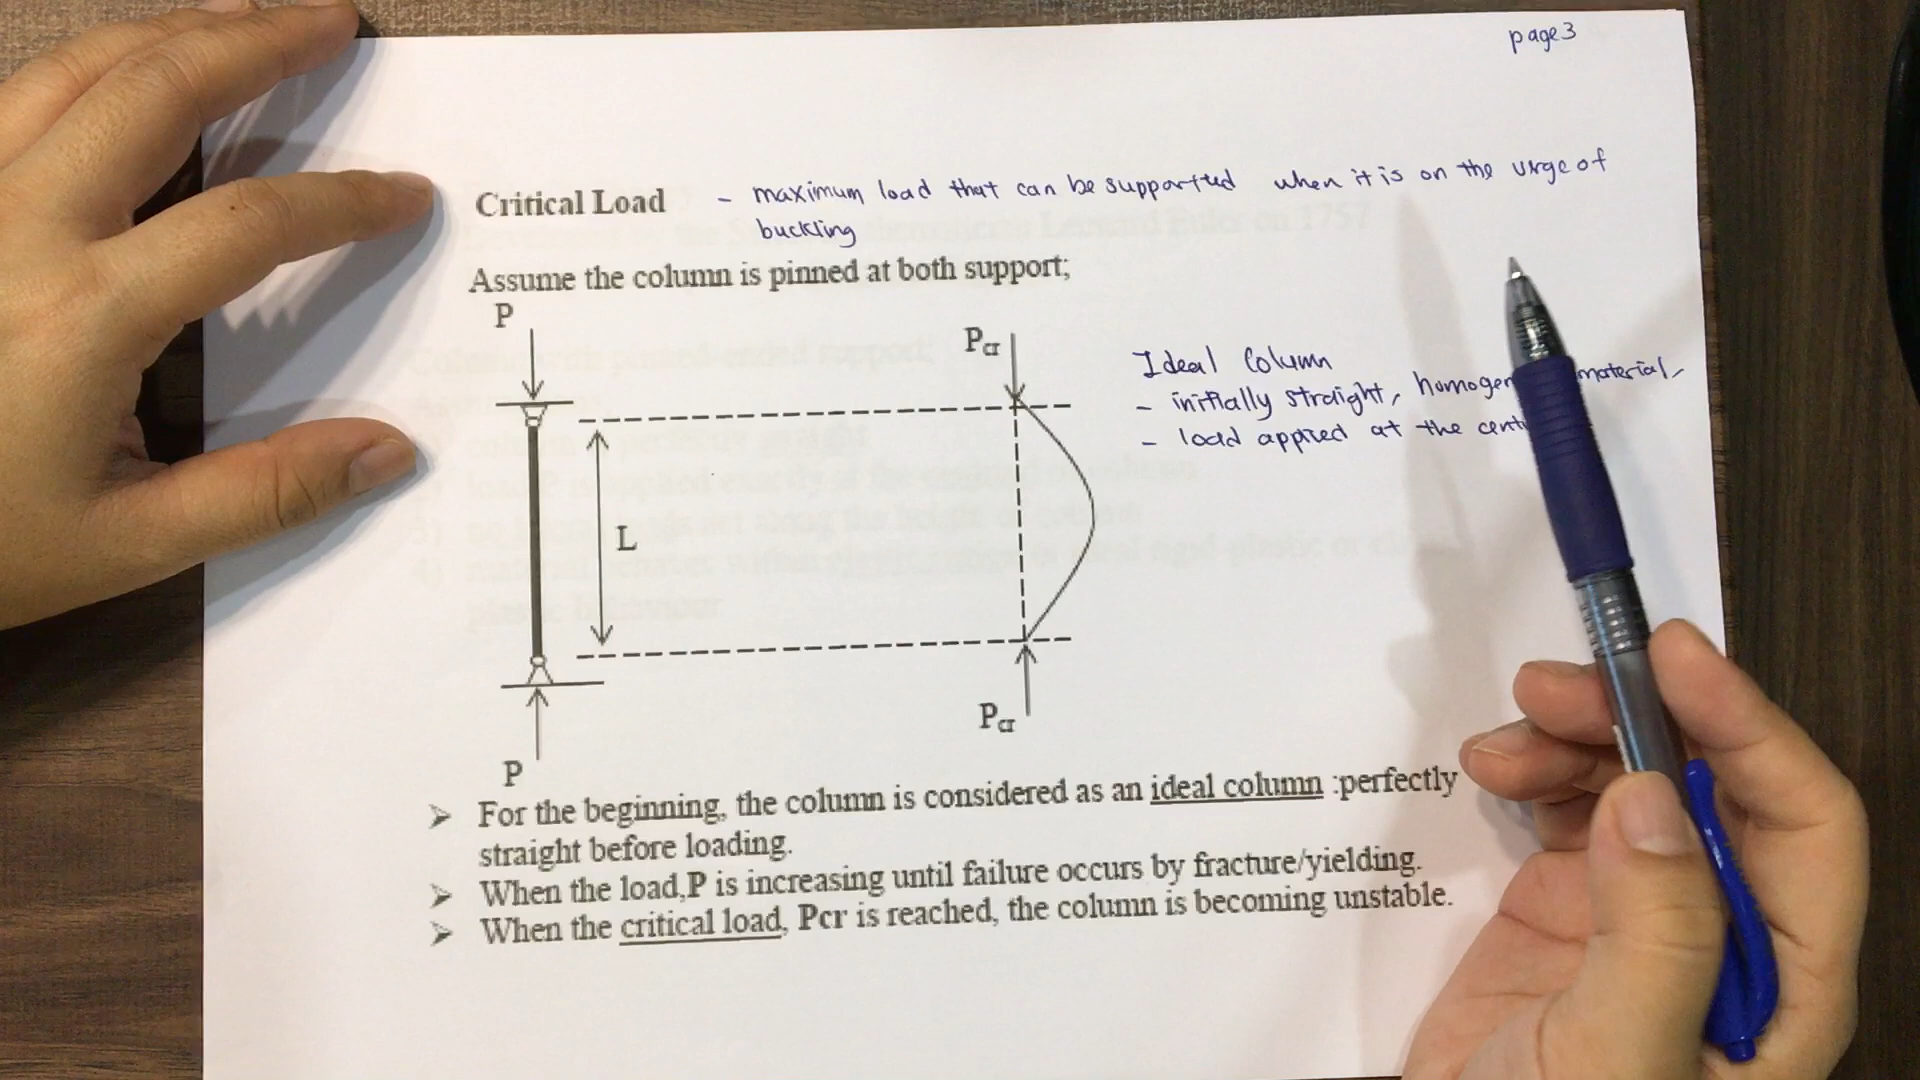 page3
Critical Load - maximum load that can be supported when it is on the urge of
buckling
Assume the column is pinned at both support;
P
Pcr
Ideal Column
- initially straight, homogen material,
- load applied at the cent
L
Pcr
P
➢ For the beginning, the column is considered as an ideal column :perfectly
straight before loading.
➢ When the load,P is increasing until failure occurs by fracture/yielding.
➢ When the critical load, Pcr is reached, the column is becoming unstable.